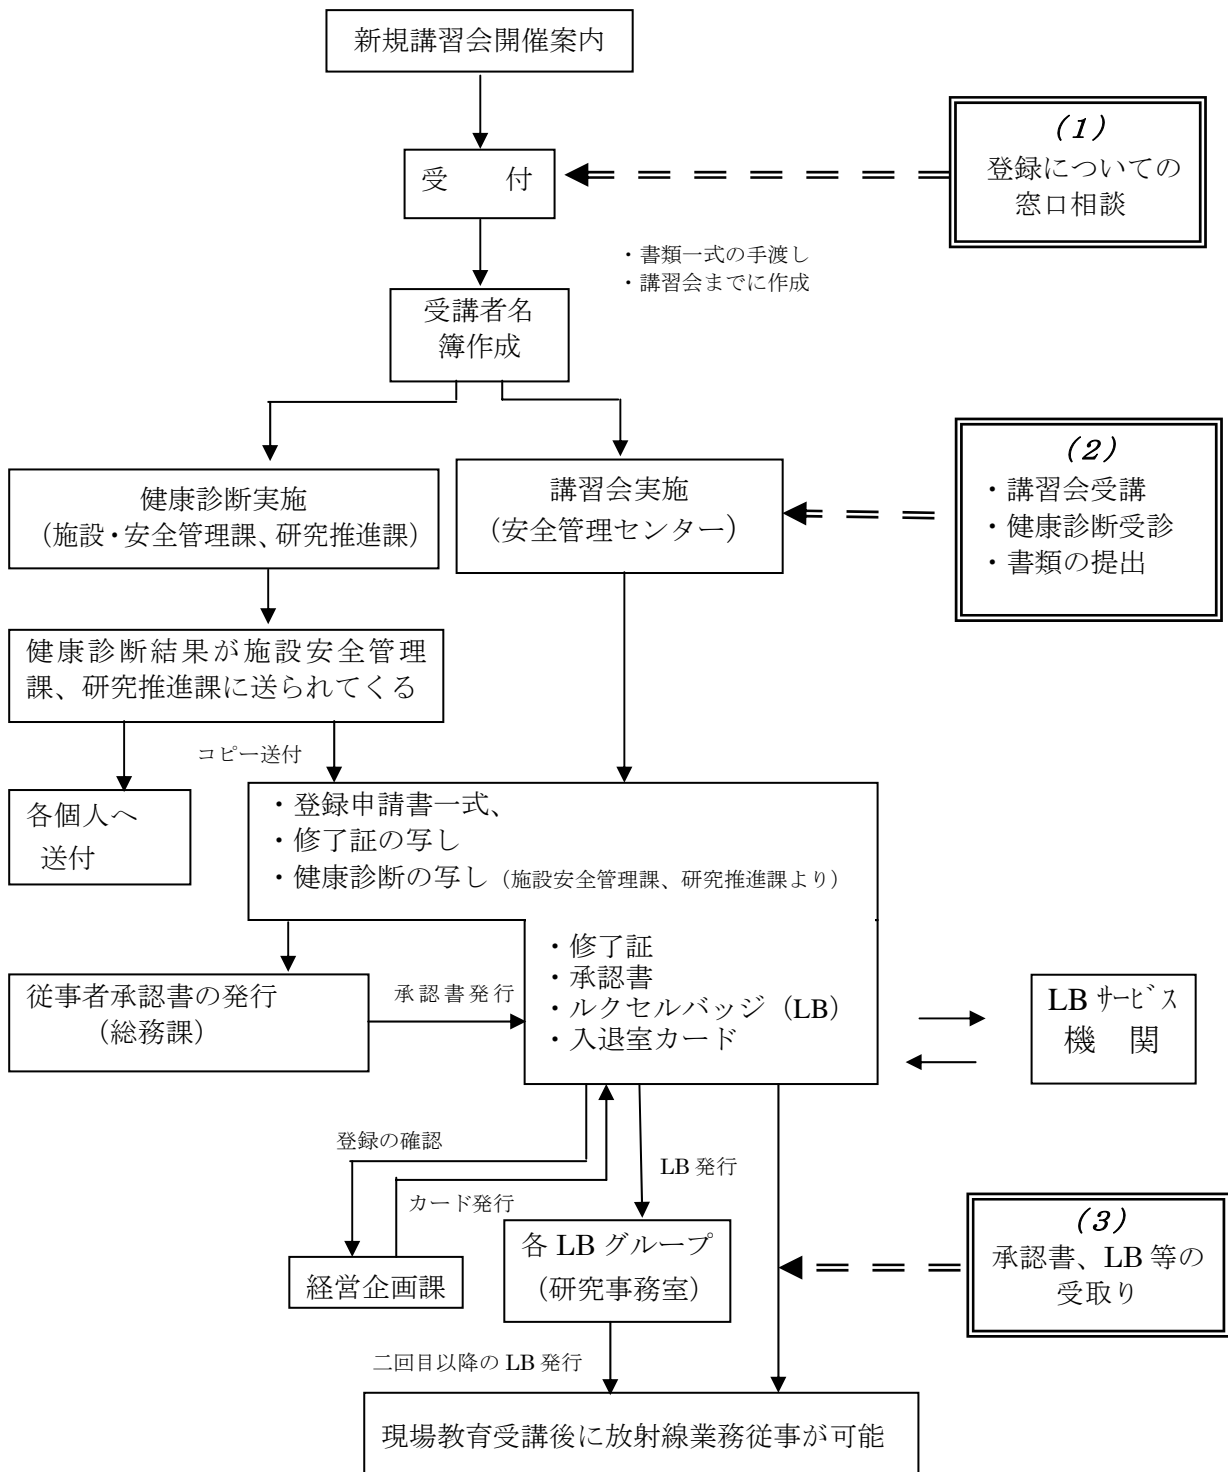 新規講習会開催案内
受　付
(1)
登録についての
窓口相談
・書類一式の手渡し
・講習会までに作成
受講者名
簿作成
健康診断実施
（施設・安全管理課、研究推進課）
講習会実施
（安全管理センター）
(2)
・講習会受講
・健康診断受診
・書類の提出
健康診断結果が施設安全管理
課、研究推進課に送られてくる
コピー送付
各個人へ
送付
・登録申請書一式、
・修了証の写し
・健康診断の写し（施設安全管理課、研究推進課より）
・修了証
・承認書
・ルクセルバッジ（LB）
・入退室カード
従事者承認書の発行
（総務課）
承認書発行
LB ｻｰﾋﾞｽ
機　関
登録の確認
カード発行
LB 発行
経営企画課
各 LB グループ
（研究事務室）
(3)
承認書、LB 等の
受取り
二回目以降の LB 発行
現場教育受講後に放射線業務従事が可能